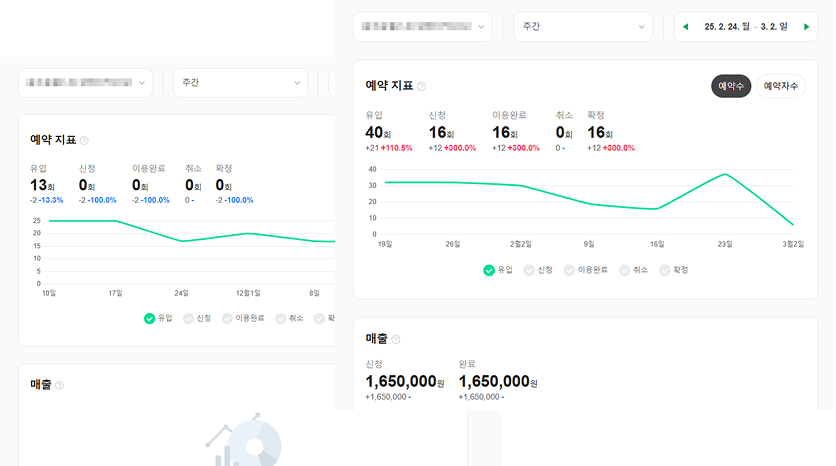 주간
예약 지표
유입 신청 이용완료 취소 확정
13회 0회 0회 0회 0회
-2 -13.3% -2 -100.0% -2 -100.0% 0 - -2 -100.0%
25
20
15
10
5
0
10일 17일 24일 12월1일 8일
유입 신청 이용완료 취소 확
매출
주간
25. 2. 24. 월 - 3. 2. 일
예약 지표
예약수 예약자수
유입 신청 이용완료 취소 확정
40회 16회 16회 0회 16회
+21 +110.5% +12 +300.0% +12 +300.0% 0 - +12 +300.0%
40
30
20
10
0
19일 26일 2월2일 9일 16일 23일 3월2일
유입 신청 이용완료 취소 확정
매출
신청 완료
1,650,000원 1,650,000원
+1,650,000 - +1,650,000 -